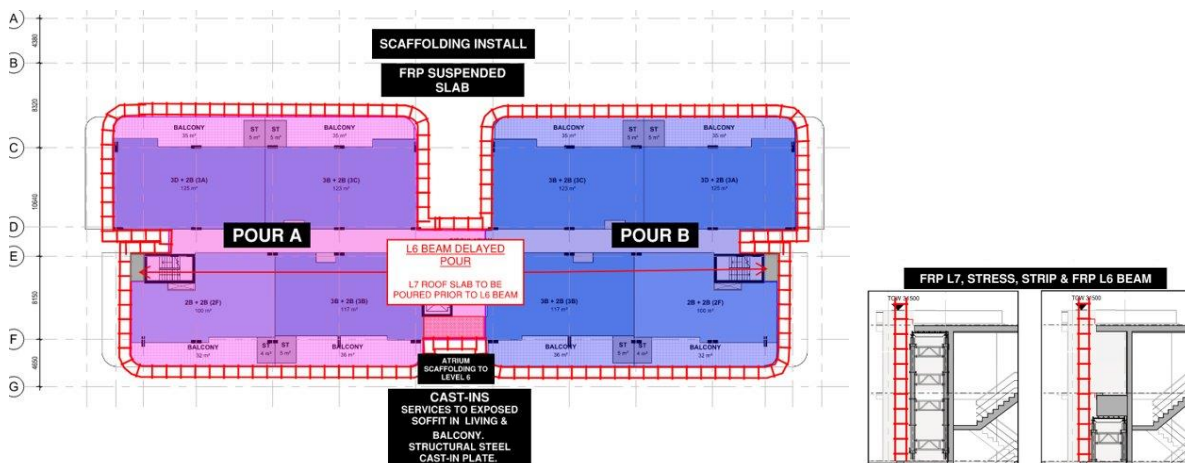 A)
B)
C
D
E
F
G
4380
8320
10640
8150
4650
SCAFFOLDING INSTALL
FRP SUSPENDED
SLAB
BALCONY
35 m²
ST
5 m²
ST
5 m²
BALCONY
35 m²
BALCONY
35 m²
ST
5 m²
ST
5 m²
BALCONY
35 m²
3D + 2B (3A)
125 m²
3B + 2B (3C)
123 m²
3B + 2B (3C)
123 m²
3D + 2B (3A)
125 m²
POUR A
POUR B
L6 BEAM DELAYED
POUR
L7 ROOF SLAB TO BE
POURED PRIOR TO L6 BEAM
2B + 2B (2F)
100 m²
3B + 2B (3B)
117 m²
3B + 2B (3B)
117 m²
2B + 2B (2F)
100 m²
BALCONY
32 m²
ST
4 m²
ST
5 m²
BALCONY
36 m²
BALCONY
36 m²
ST
5 m²
ST
4 m²
BALCONY
32 m²
ATRIUM
SCAFFOLDING TO
LEVEL 6
CAST-INS
SERVICES TO EXPOSED
SOFFIT IN LIVING &
BALCONY.
STRUCTURAL STEEL
CAST-IN PLATE.
FRP L7, STRESS, STRIP & FRP L6 BEAM